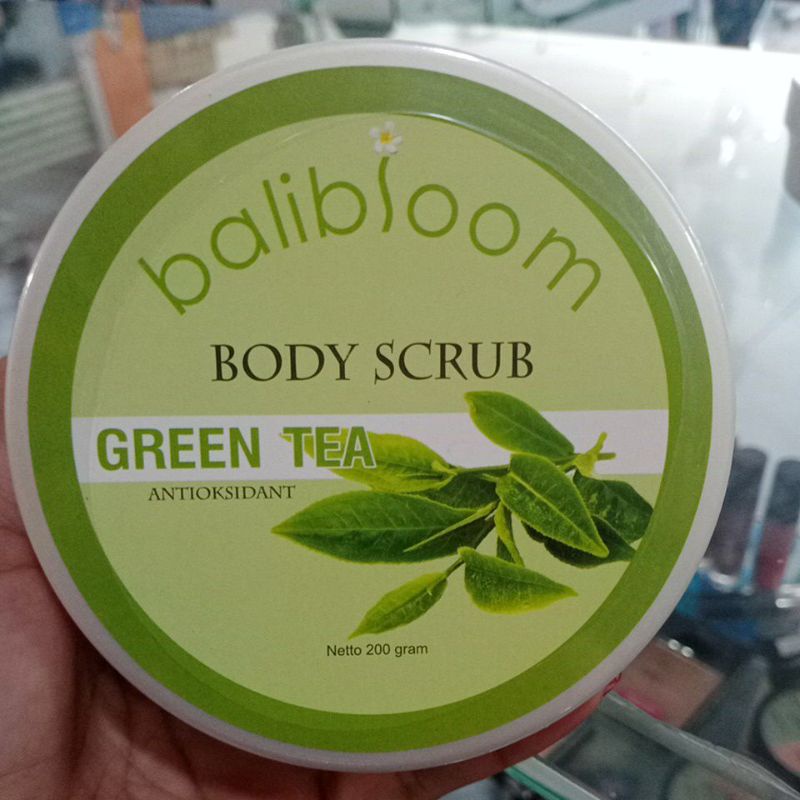 balibloom
BODY SCRUB
GREEN TEA
ANTIOKSIDANT
Netto 200 gram